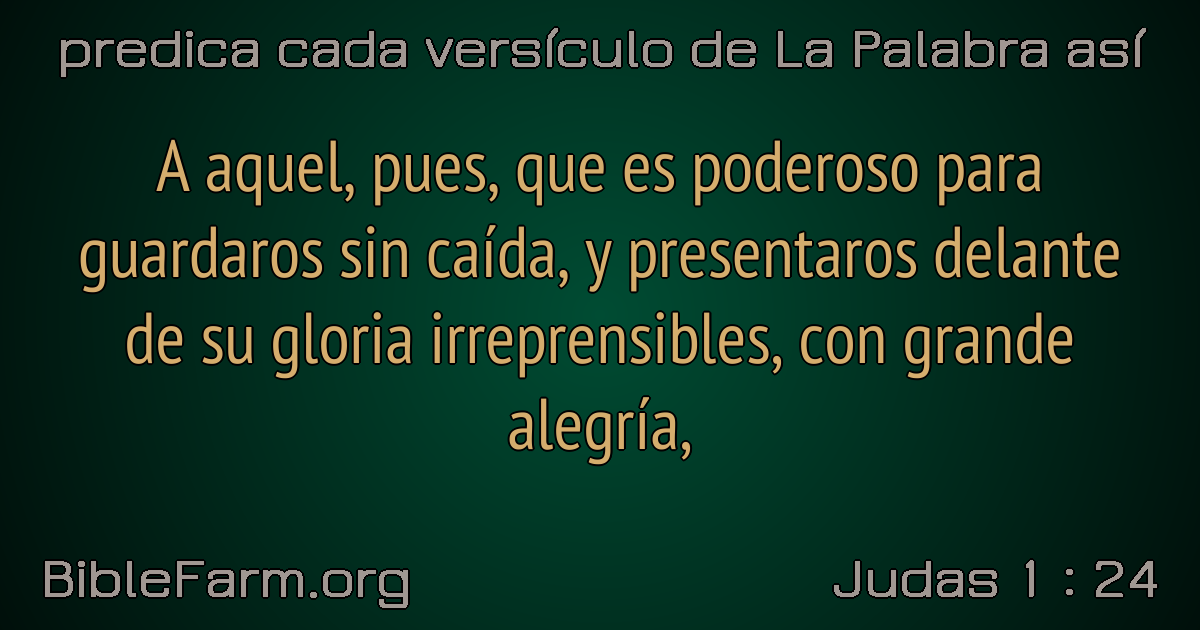 predica cada versículo de La Palabra así
A aquel, pues, que es poderoso para
guardaros sin caída, y presentaros delante
de su gloria irreprensibles, con grande
alegría,
BibleFarm.org
Judas 1 : 24